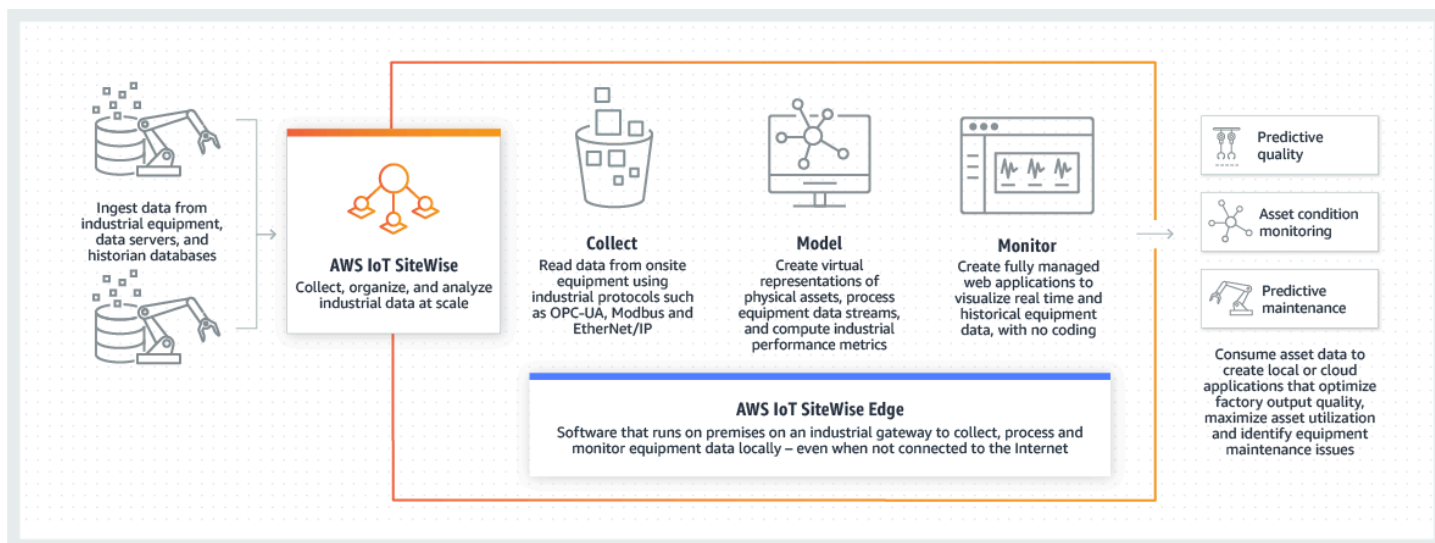 Ingest data from
industrial equipment,
data servers, and
historian databases
AWS IoT SiteWise
Collect, organize, and analyze
industrial data at scale
Collect
Read data from onsite
equipment using
industrial protocols such
as OPC-UA, Modbus and
EtherNet/IP
Model
Create virtual
representations of
physical assets, process
equipment data streams,
and compute industrial
performance metrics
Monitor
Create fully managed
web applications to
visualize real time and
historical equipment
data, with no coding
AWS IoT SiteWise Edge
Software that runs on premises on an industrial gateway to collect, process and
monitor equipment data locally – even when not connected to the Internet
Predictive
quality
Asset condition
monitoring
Predictive
maintenance
Consume asset data to
create local or cloud
applications that optimize
factory output quality,
maximize asset utilization
and identify equipment
maintenance issues